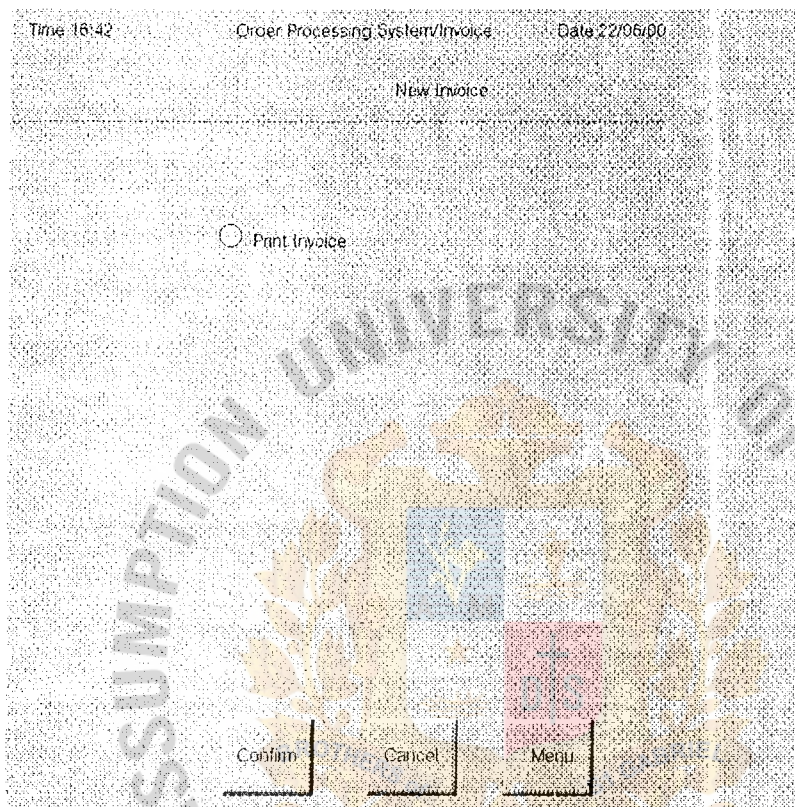 Time 16:42 Order Processing System/Invoice Date 22/06/00
New Invoice
Print Invoice
ASSUMPTION UNIVERSITY OF
D S
Confirm Cancel Menu